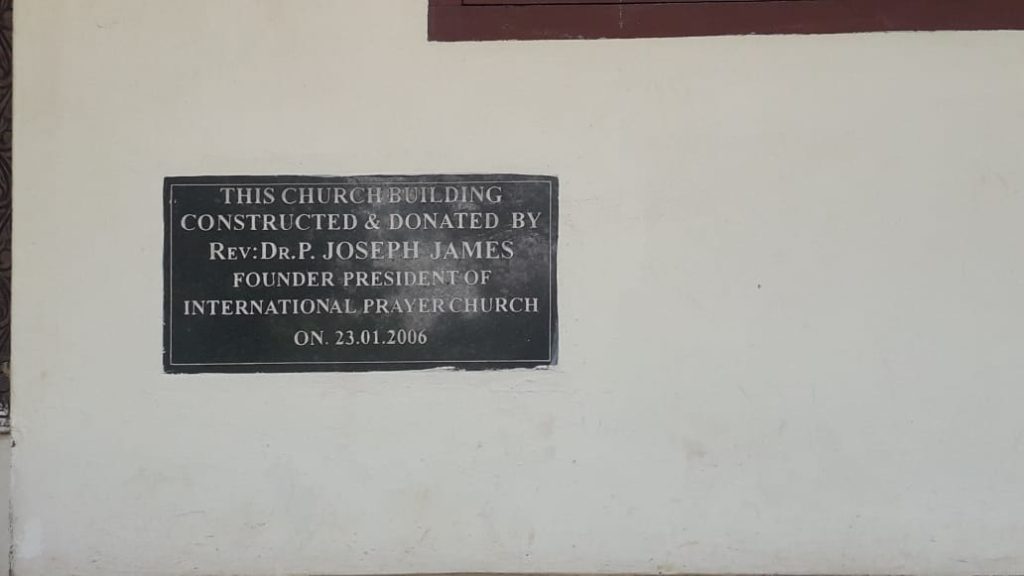 THIS CHURCH BUILDING
CONSTRUCTED & DONATED BY
REV: DR.P. JOSEPH JAMES
FOUNDER PRESIDENT OF
INTERNATIONAL PRAYER CHURCH
ON. 23.01.2006